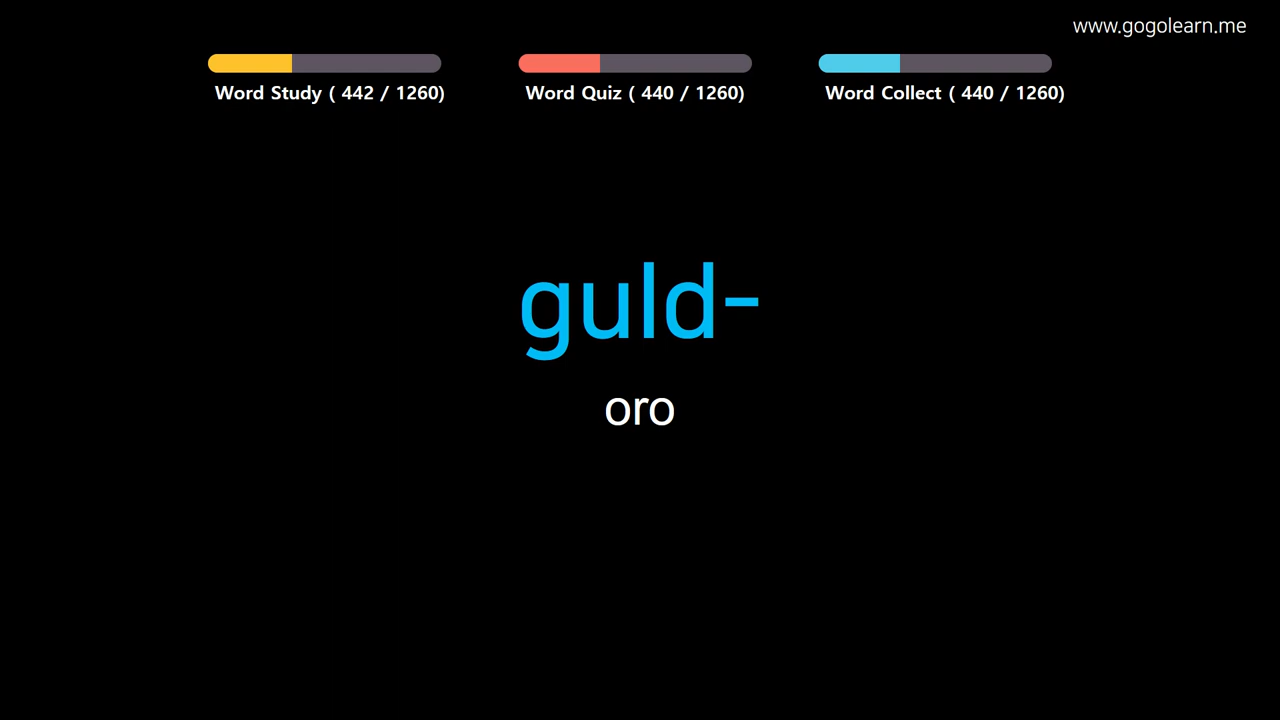 www.gogolearn.me
Word Study ( 442 / 1260)
Word Quiz ( 440 / 1260)
Word Collect ( 440 / 1260)
guld-
oro